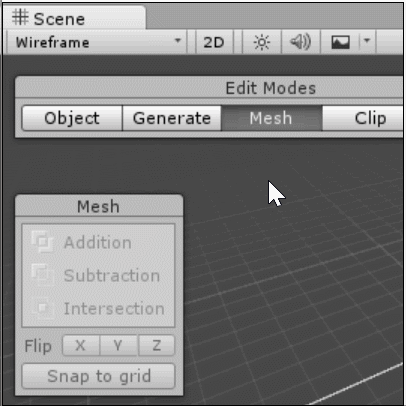 Scene
Wireframe 2D
Edit Modes
Object Generate Mesh Clip
Mesh
Addition
Subtraction
Intersection
Flip X Y Z
Snap to grid